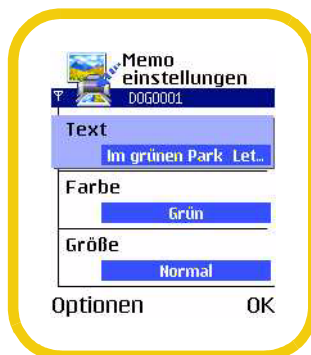 Memo
einstellungen
DOG0001
Text
Im grünen Park Let...
Farbe
Grün
Größe
Normal
Optionen OK